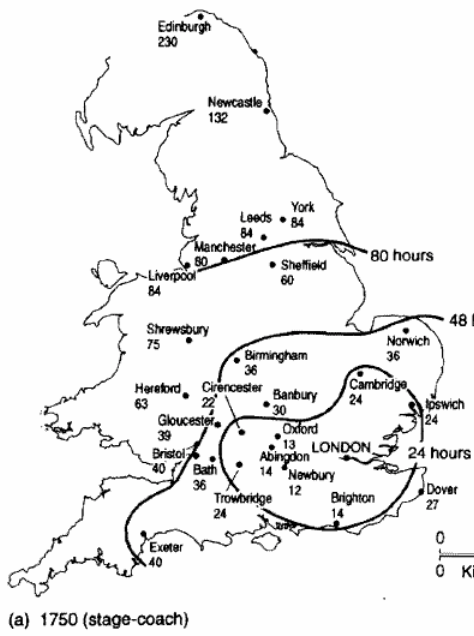 Edinburgh
230
Newcastle
132
York
84
Leeds
84
Manchester
80
80 hours
Sheffield
60
Liverpool
84
48
Norwich
36
Shrewsbury
75
Birmingham
36
Cirencester
22
Cambridge
24
Hereford
63
Banbury
30
Ipswich
24
Gloucester
39
Oxford
13
24 hours
Bristol
40
Abingdon
14
LONDON
Bath
36
Newbury
12
Trowbridge
24
Brighton
14
Dover
27
Exeter
40
0
0
(a) 1750 (stage-coach)